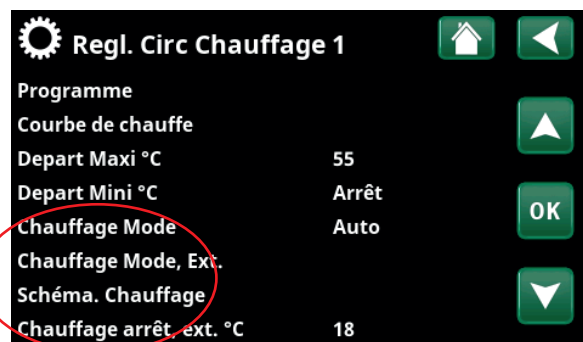 Regl. Circ Chauffage 1
Programme
Courbe de chauffe
Depart Maxi °C 55
Depart Mini °C Arrêt
Chauffage Mode Auto
OK
Chauffage Mode, Ext.
Schéma. Chauffage
Chauffage arrêt, ext. °C 18